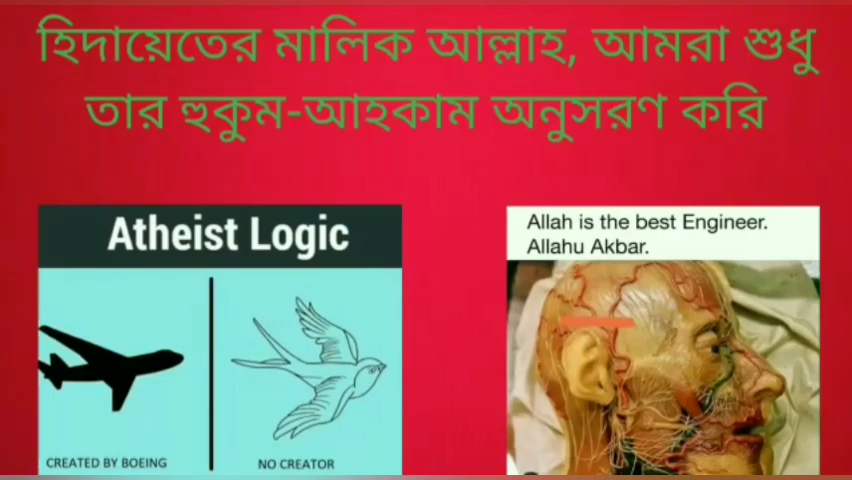 হিদায়েতের মালিক আল্লাহ, আমরা শুধু
তার হুকুম-আহকাম অনুসরণ করি
Atheist Logic
CREATED BY BOEING
NO CREATOR
Allah is the best Engineer.
Allahu Akbar.